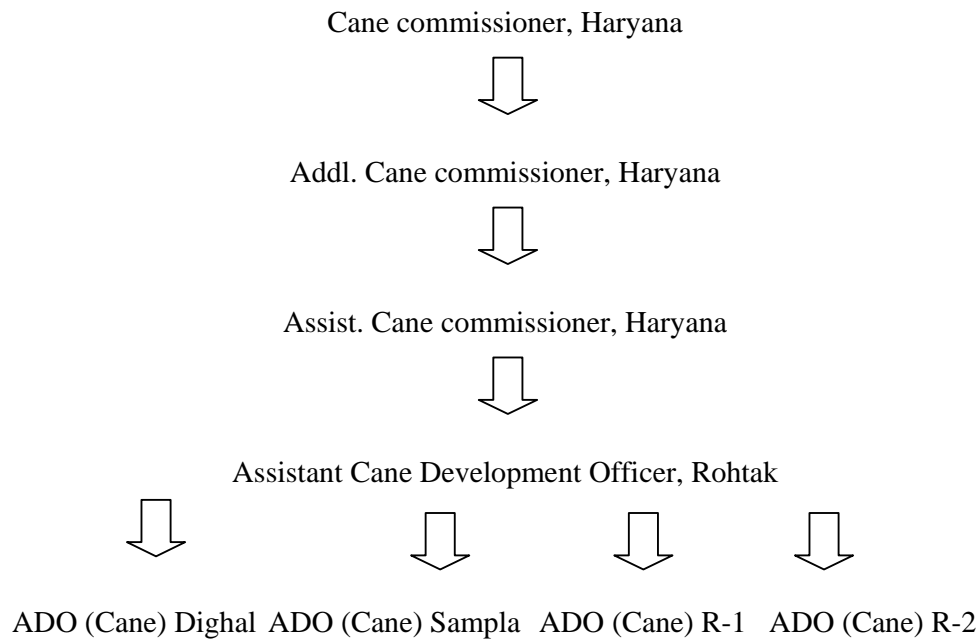 Cane commissioner, Haryana
Addl. Cane commissioner, Haryana
Assist. Cane commissioner, Haryana
Assistant Cane Development Officer, Rohtak
ADO (Cane) Dighal ADO (Cane) Sampla ADO (Cane) R-1 ADO (Cane) R-2